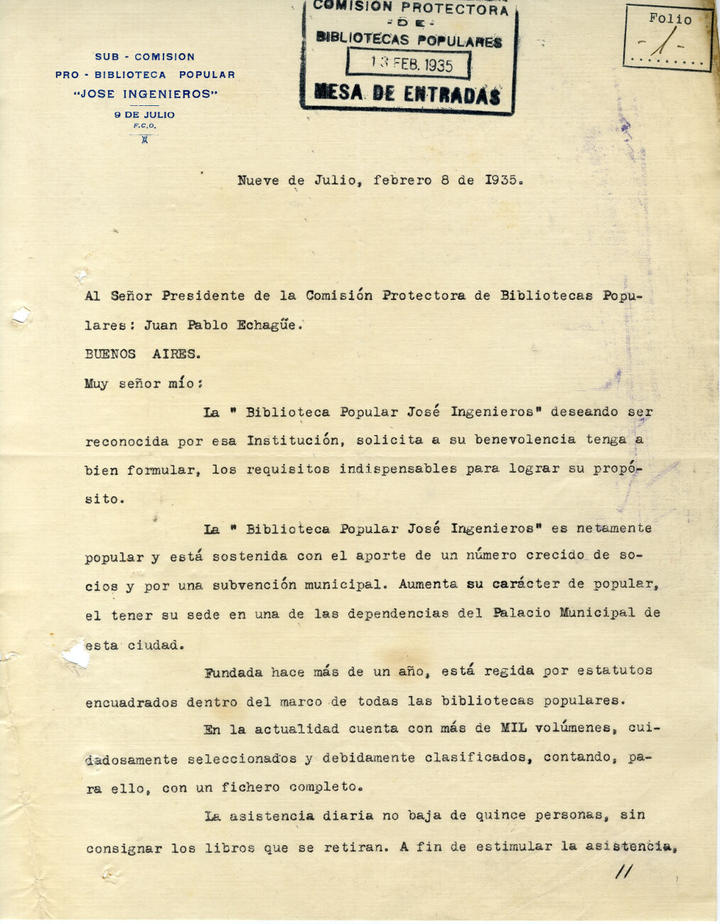 COMISION PROTECTORA
- D E -
BIBLIOTECAS POPULARES
13 FEB. 1935
MESA DE ENTRADAS
Folio
- 1 -
SUB - COMISION
PRO - BIBLIOTECA POPULAR
"JOSE INGENIEROS"
9 DE JULIO
F.C.O.
Nueve de Julio, febrero 8 de 1935.
Al Señor Presidente de la Comisión Protectora de Bibliotecas Popu-
lares: Juan Pablo Echagüe.
BUENOS AIRES.
Muy señor mío:
La " Biblioteca Popular José Ingenieros" deseando ser
reconocida por esa Institución, solicita a su benevolencia tenga a
bien formular, los requisitos indispensables para lograr su propó-
sito.
La " Biblioteca Popular José Ingenieros" es netamente
popular y está sostenida con el aporte de un número crecido de so-
cios y por una subvención municipal. Aumenta su carácter de popular,
el tener su sede en una de las dependencias del Palacio Municipal de
esta ciudad.
Fundada hace más de un año, está regida por estatutos
encuadrados dentro del marco de todas las bibliotecas populares.
En la actualidad cuenta con más de MIL volúmenes, cui-
dadosamente seleccionados y debidamente clasificados, contando, pa-
ra ello, con un fichero completo.
La asistencia diaria no baja de quince personas, sin
consignar los libros que se retiran. A fin de estimular la asistencia,
//